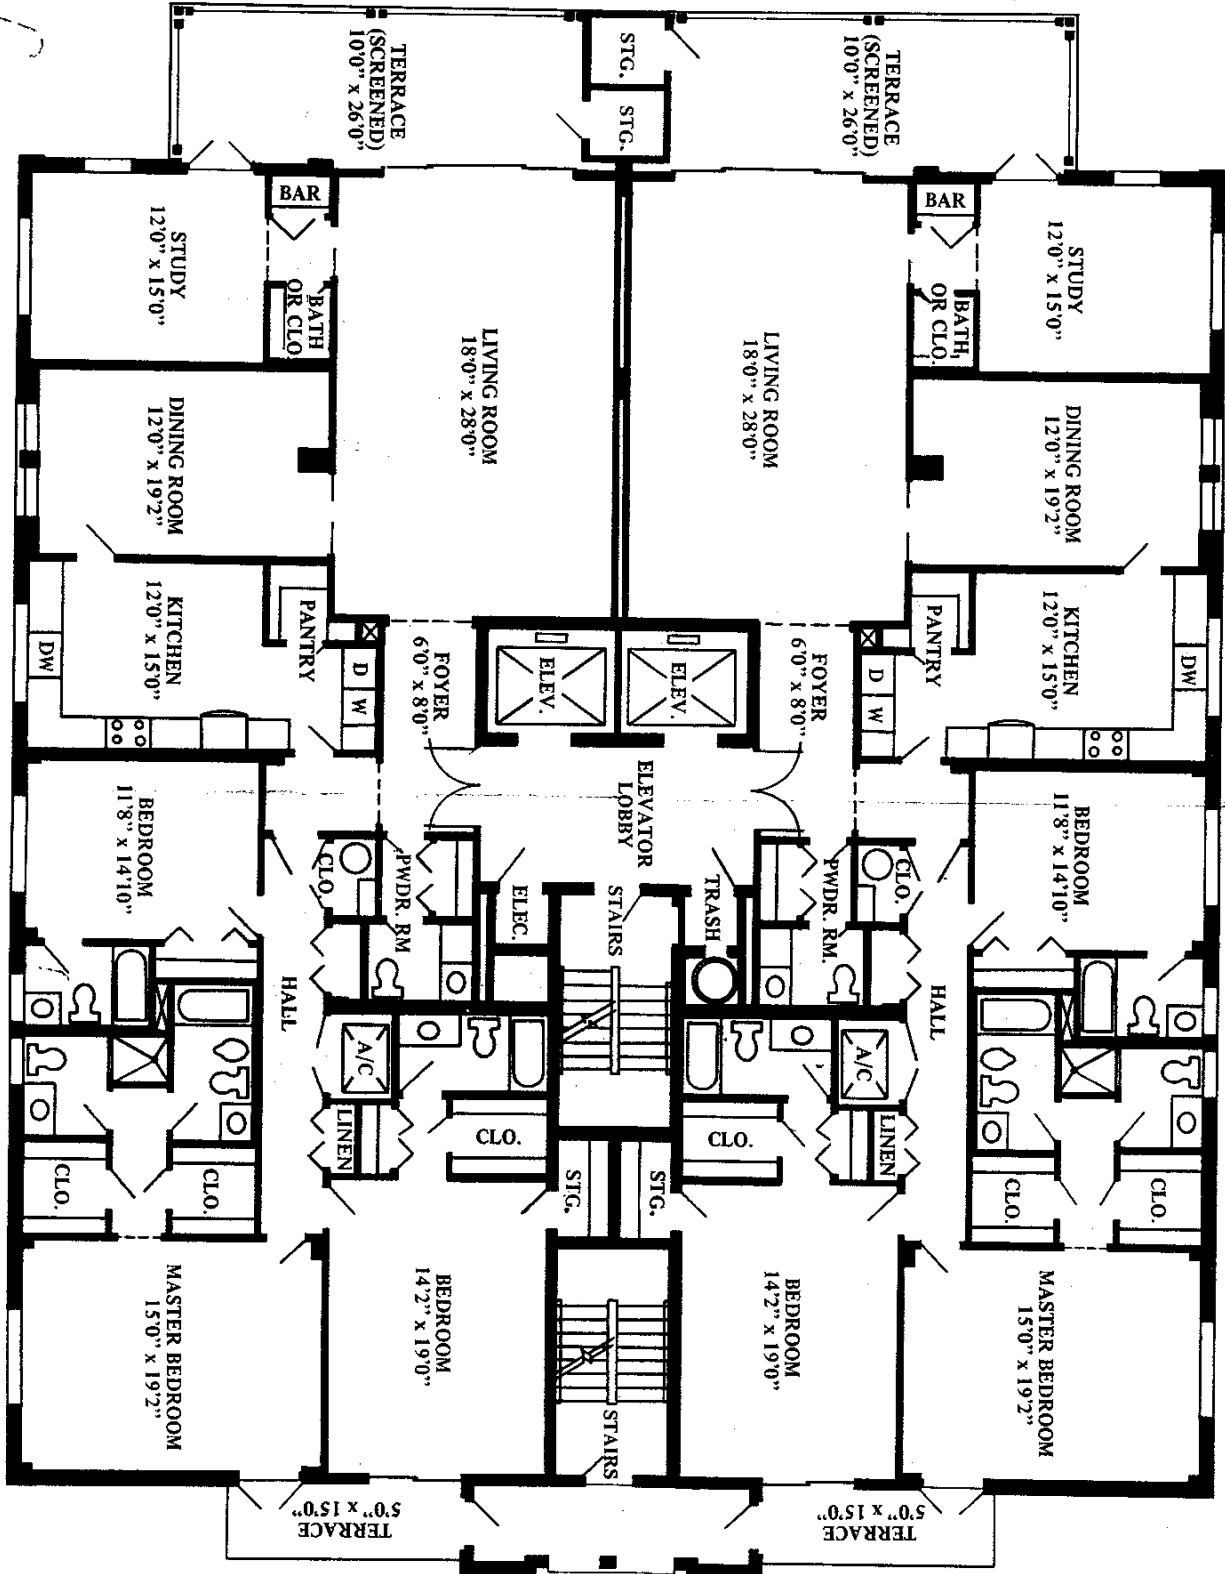 TERRACE
(SCREENED)
10'0" x 26'0"
STG.
STG.
TERRACE
(SCREENED)
10'0" x 26'0"
BAR
BAR
STUDY
12'0" x 15'0"
BATH
OR CLO.
LIVING ROOM
18'0" x 28'0"
LIVING ROOM
18'0" x 28'0"
BATH,
OR CLO.
STUDY
12'0" x 15'0"
DINING ROOM
12'0" x 19'2"
DINING ROOM
12'0" x 19'2"
KITCHEN
12'0" x 15'0"
DW
PANTRY
D
W
FOYER
6'0" x 8'0"
ELEV.
ELEV.
FOYER
6'0" x 8'0"
D
W
PANTRY
KITCHEN
12'0" x 15'0"
DW
ELEVATOR
LOBBY
BEDROOM
11'8" x 14'10"
CLO.
PWDR. RM
ELEC.
STAIRS
TRASH
PWDR. RM.
CLO.
BEDROOM
11'8" x 14'10"
HALL
HALL
A/C
A/C
LINEN
CLO.
CLO.
LINEN
CLO.
CLO.
STG.
STG.
CLO.
CLO.
MASTER BEDROOM
15'0" x 19'2"
BEDROOM
14'2" x 19'0"
BEDROOM
14'2" x 19'0"
MASTER BEDROOM
15'0" x 19'2"
STAIRS
TERRACE
5'0" x 15'0"
TERRACE
5'0" x 15'0"